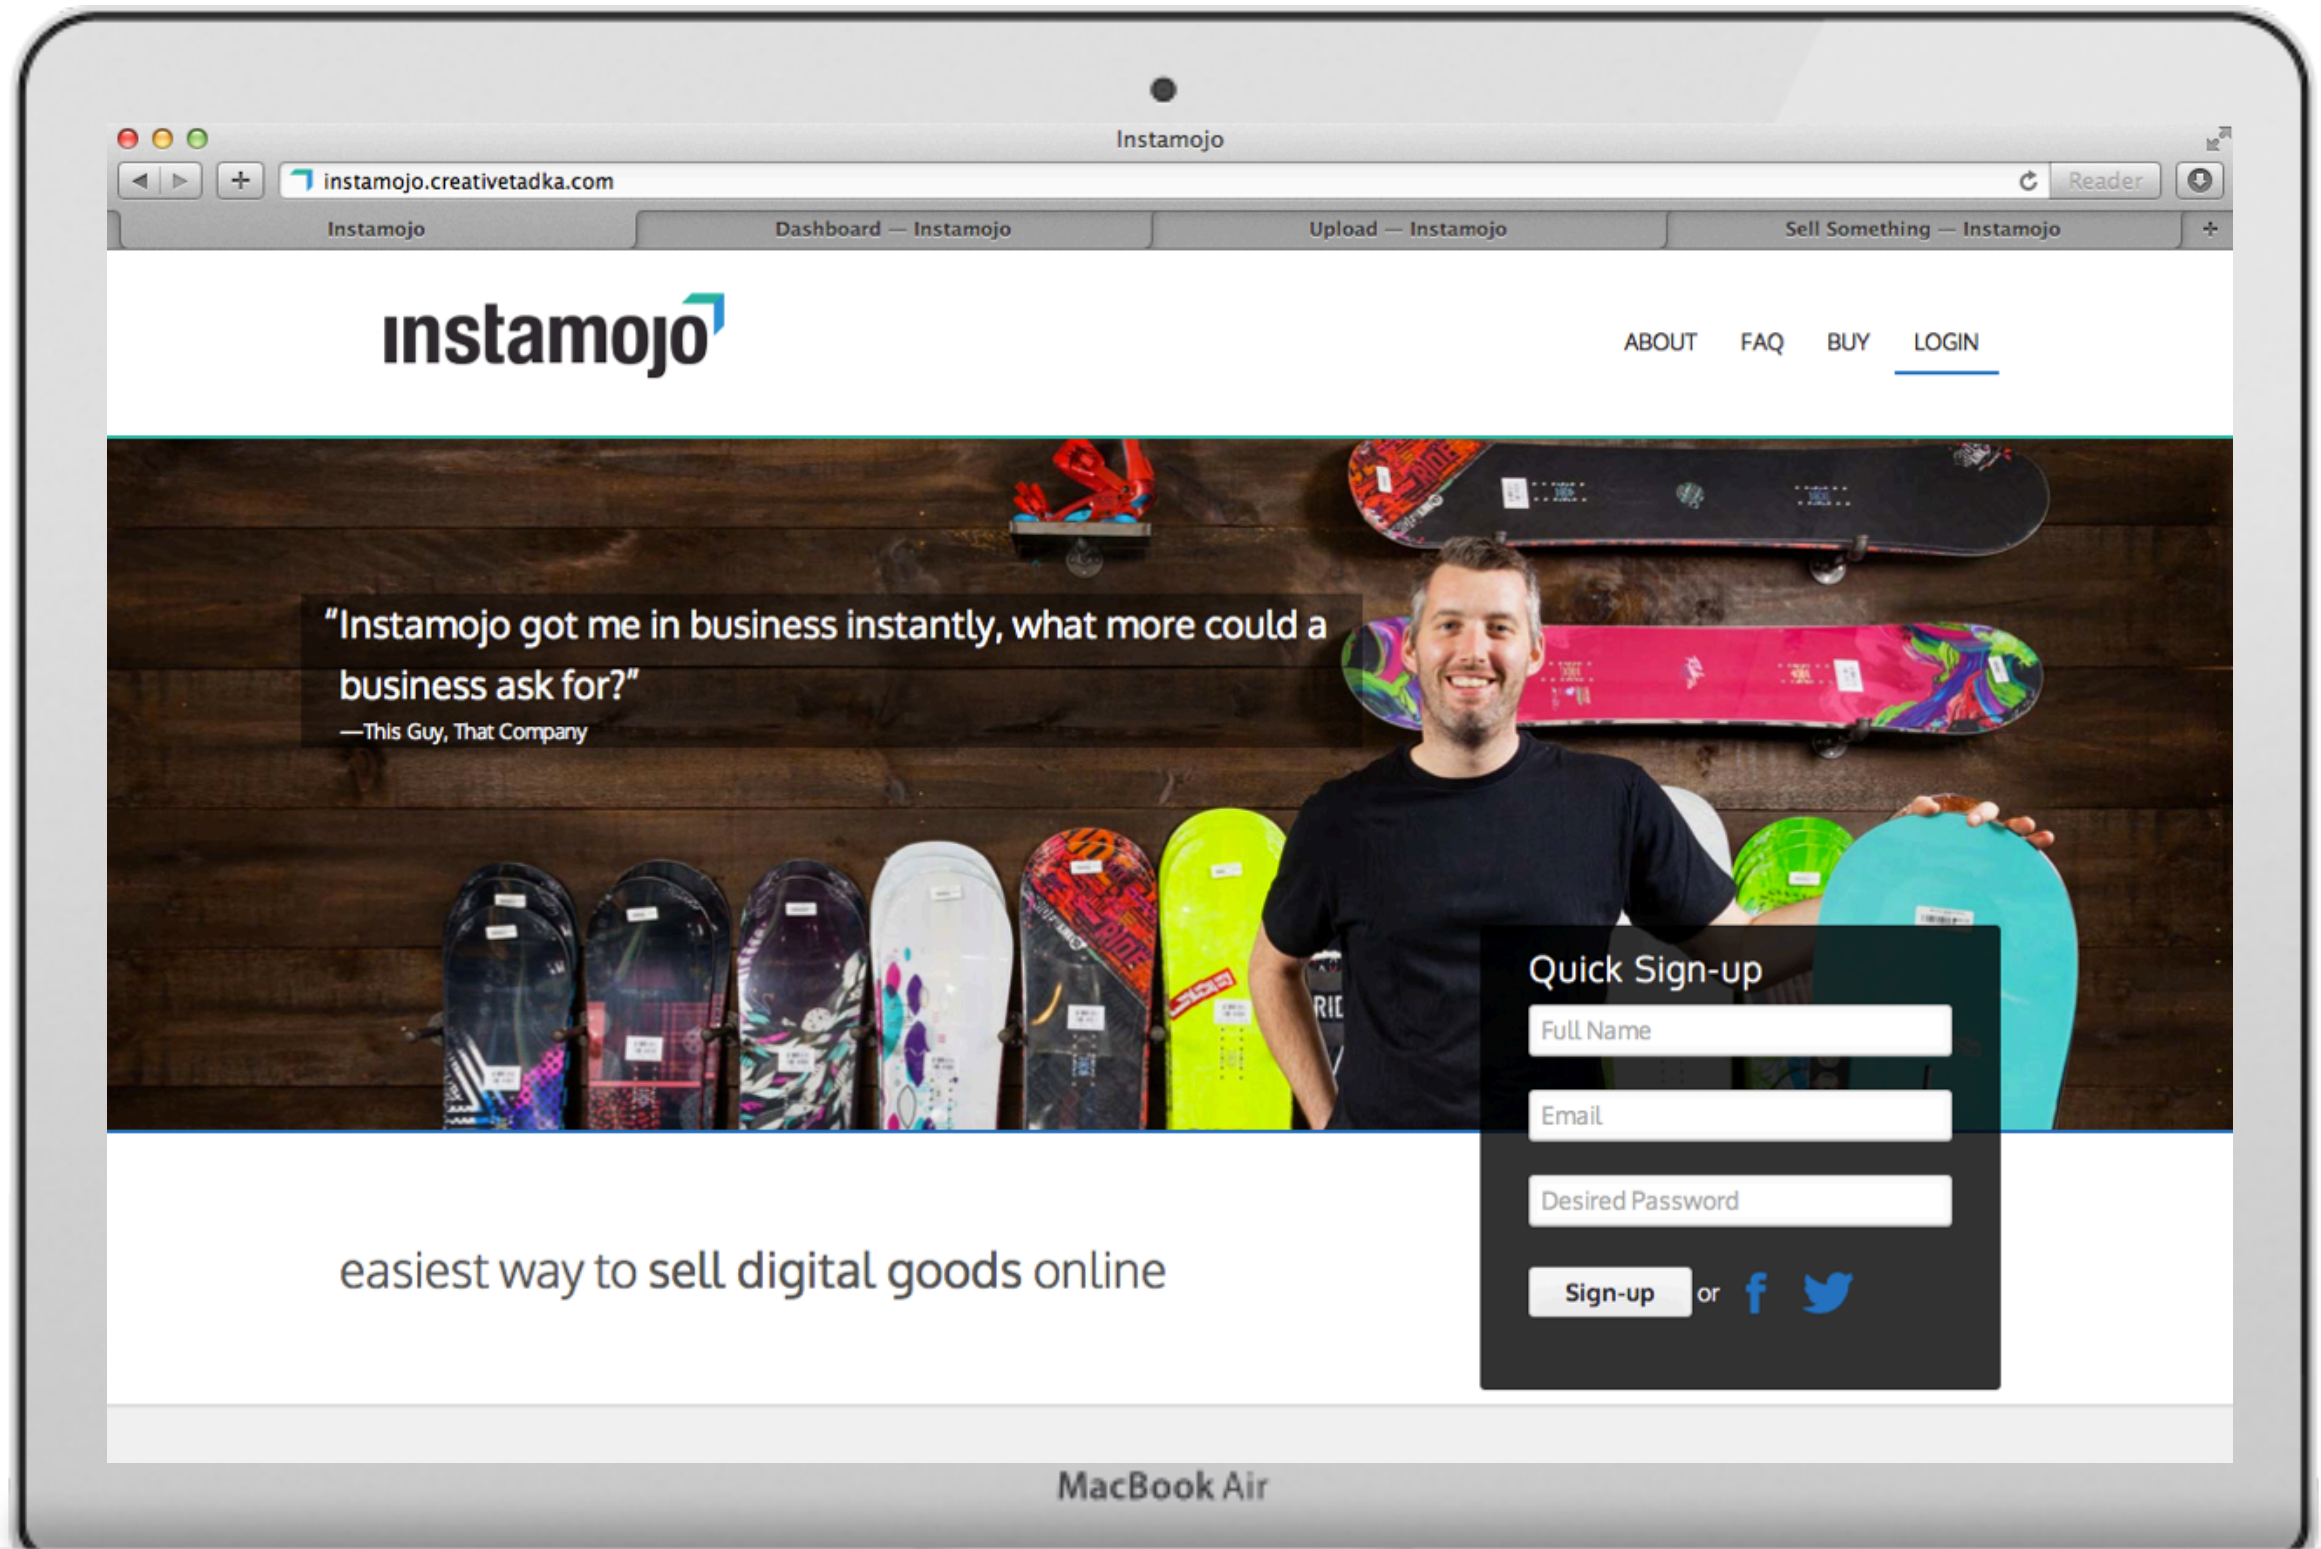 Instamojo
instamojo.creativetadka.com
Reader
Instamojo
Dashboard — Instamojo
Upload — Instamojo
Sell Something — Instamojo
instamojo
ABOUT FAQ BUY LOGIN
RIDE
“Instamojo got me in business instantly, what more could a
business ask for?”
—This Guy, That Company
RIDE
Quick Sign-up
Full Name
Email
Desired Password
Sign-up or
easiest way to sell digital goods online
MacBook Air